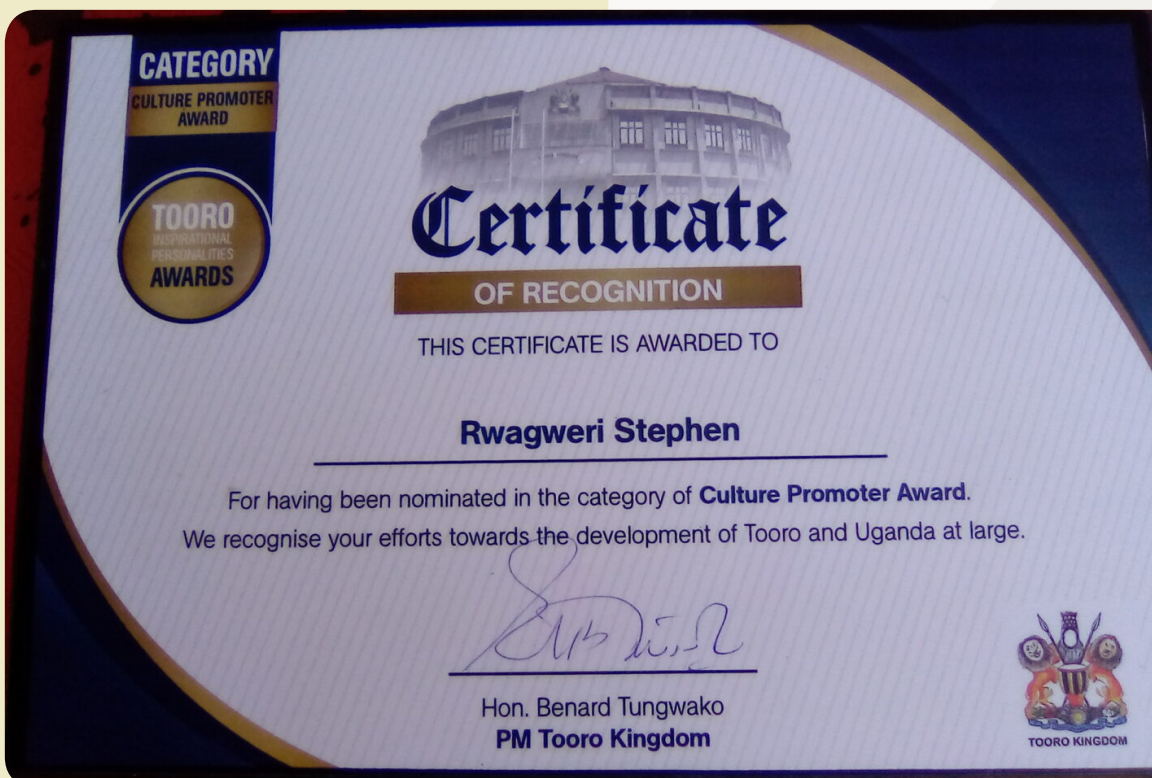 CATEGORY
CULTURE PROMOTER
AWARD
TOORO
INSPIRATIONAL
PERSONALITIES
AWARDS
Certificate
OF RECOGNITION
THIS CERTIFICATE IS AWARDED TO
Rwagweri Stephen
For having been nominated in the category of Culture Promoter Award.
We recognise your efforts towards the development of Tooro and Uganda at large.
Hon. Benard Tungwako
PM Tooro Kingdom
TOORO KINGDOM